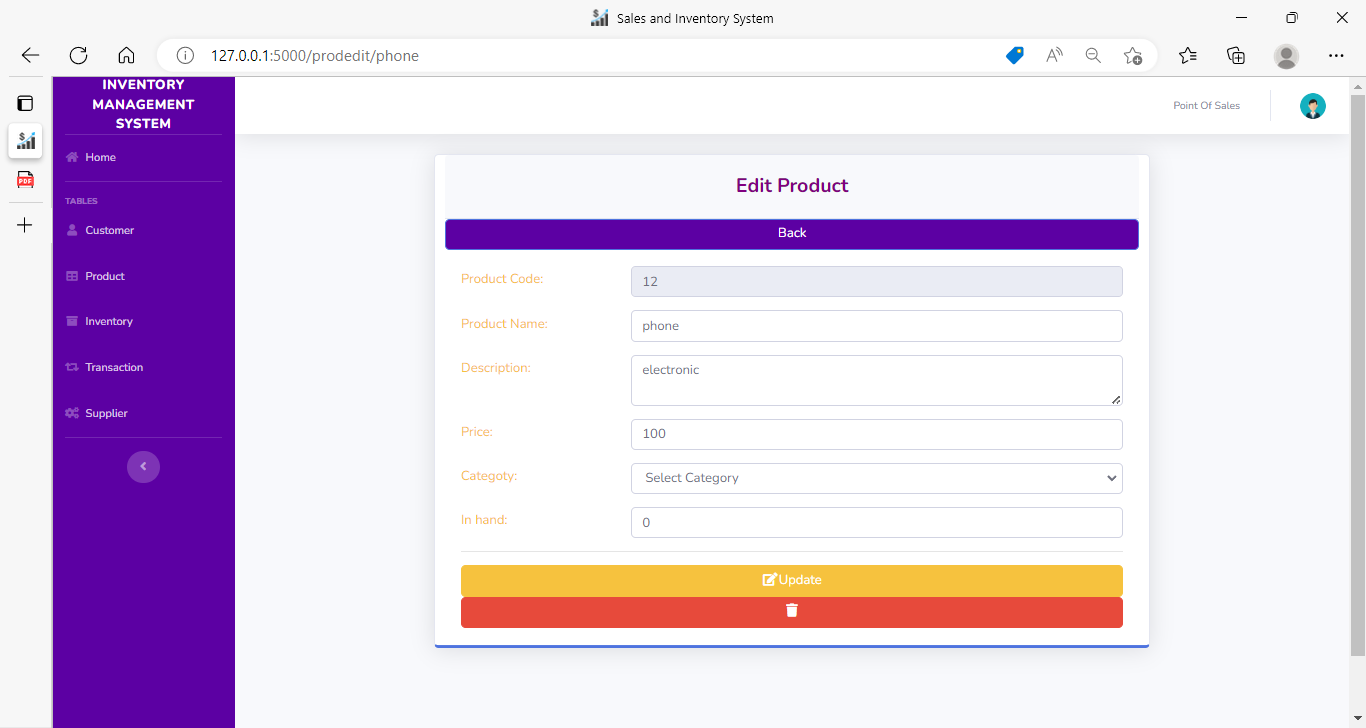 Sales and Inventory System
127.0.0.1:5000/prodedit/phone
PDF
INVENTORY
MANAGEMENT
SYSTEM
Home
TABLES
Customer
Product
Inventory
Transaction
Supplier
Point Of Sales
Edit Product
Back
Product Code:
12
Product Name:
phone
Description:
electronic
Price:
100
Categoty:
Select Category
In hand:
0
Update